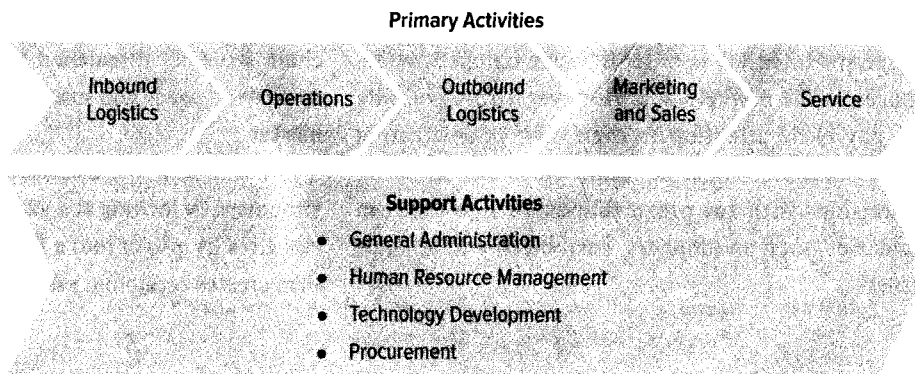 Primary Activities
Inbound
Logistics
Operations
Outbound
Logistics
Marketing
and Sales
Service
Support Activities
• General Administration
• Human Resource Management
• Technology Development
• Procurement